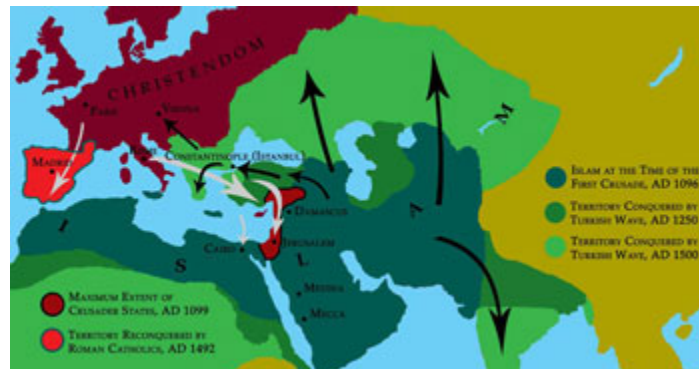 CHRISTENDOM
PARIS
VIENNA
ROME
MADRID
CONSTANTINOPLE (ISTANBUL)
DAMASCUS
JERUSALEM
CAIRO
MEDINA
MECCA
I S L A M
ISLAM AT THE TIME OF THE
FIRST CRUSADE, AD 1096
TERRITORY CONQUERED BY
TURKISH WAVE, AD 1250
TERRITORY CONQUERED BY
TURKISH WAVE, AD 1500
MAXIMUM EXTENT OF
CRUSADER STATES, AD 1099
TERRITORY RECONQUERED BY
ROMAN CATHOLICS, AD 1492